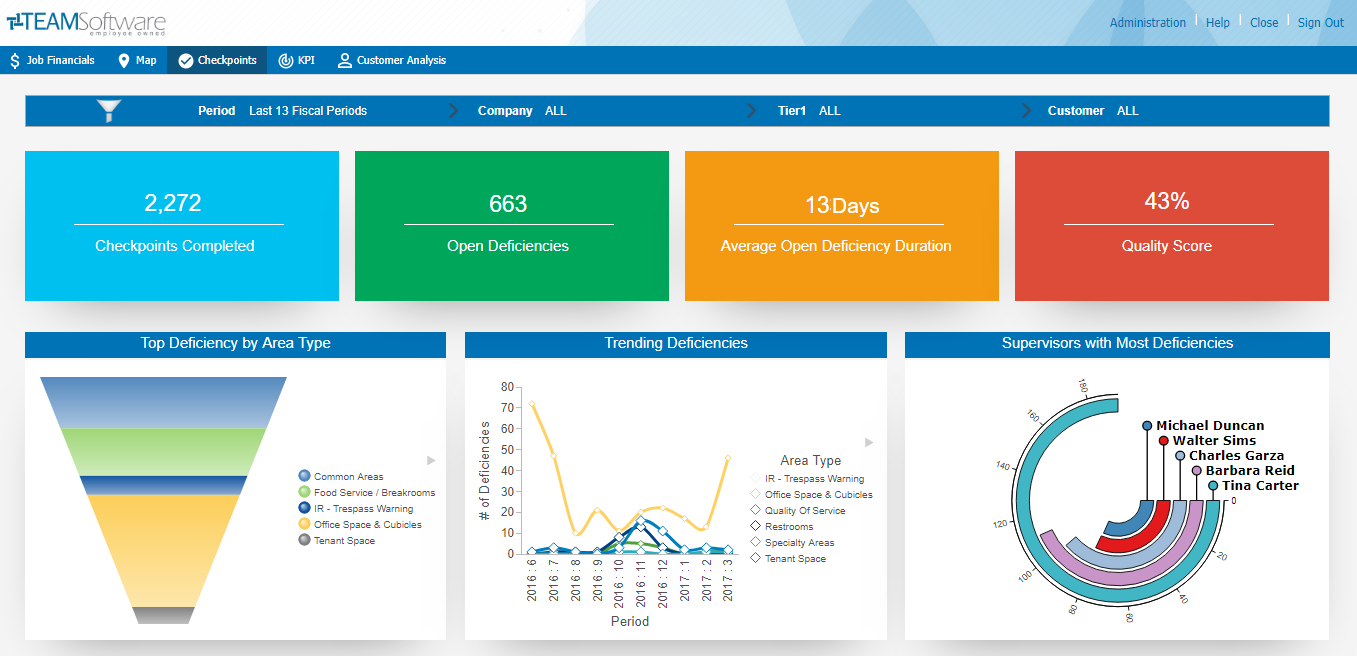 TEAMSoftware
employee owned
Administration Help Close Sign Out
Job Financials Map Checkpoints KPI Customer Analysis
Period Last 13 Fiscal Periods Company ALL Tier1 ALL Customer ALL
2,272
Checkpoints Completed
663
Open Deficiencies
13 Days
Average Open Deficiency Duration
43%
Quality Score
Top Deficiency by Area Type
Common Areas
Food Service / Breakrooms
IR - Trespass Warning
Office Space & Cubicles
Tenant Space
Trending Deficiencies
# of Deficiencies
80
70
60
50
40
30
20
10
0
2016 : 6
2016 : 7
2016 : 8
2016 : 9
2016 : 10
2016 : 11
2016 : 12
2017 : 1
2017 : 2
2017 : 3
Period
Area Type
IR - Trespass Warning
Office Space & Cubicles
Quality Of Service
Restrooms
Specialty Areas
Tenant Space
Supervisors with Most Deficiencies
Michael Duncan
Walter Sims
Charles Garza
Barbara Reid
Tina Carter
0
20
40
60
80
100
120
140
160
180